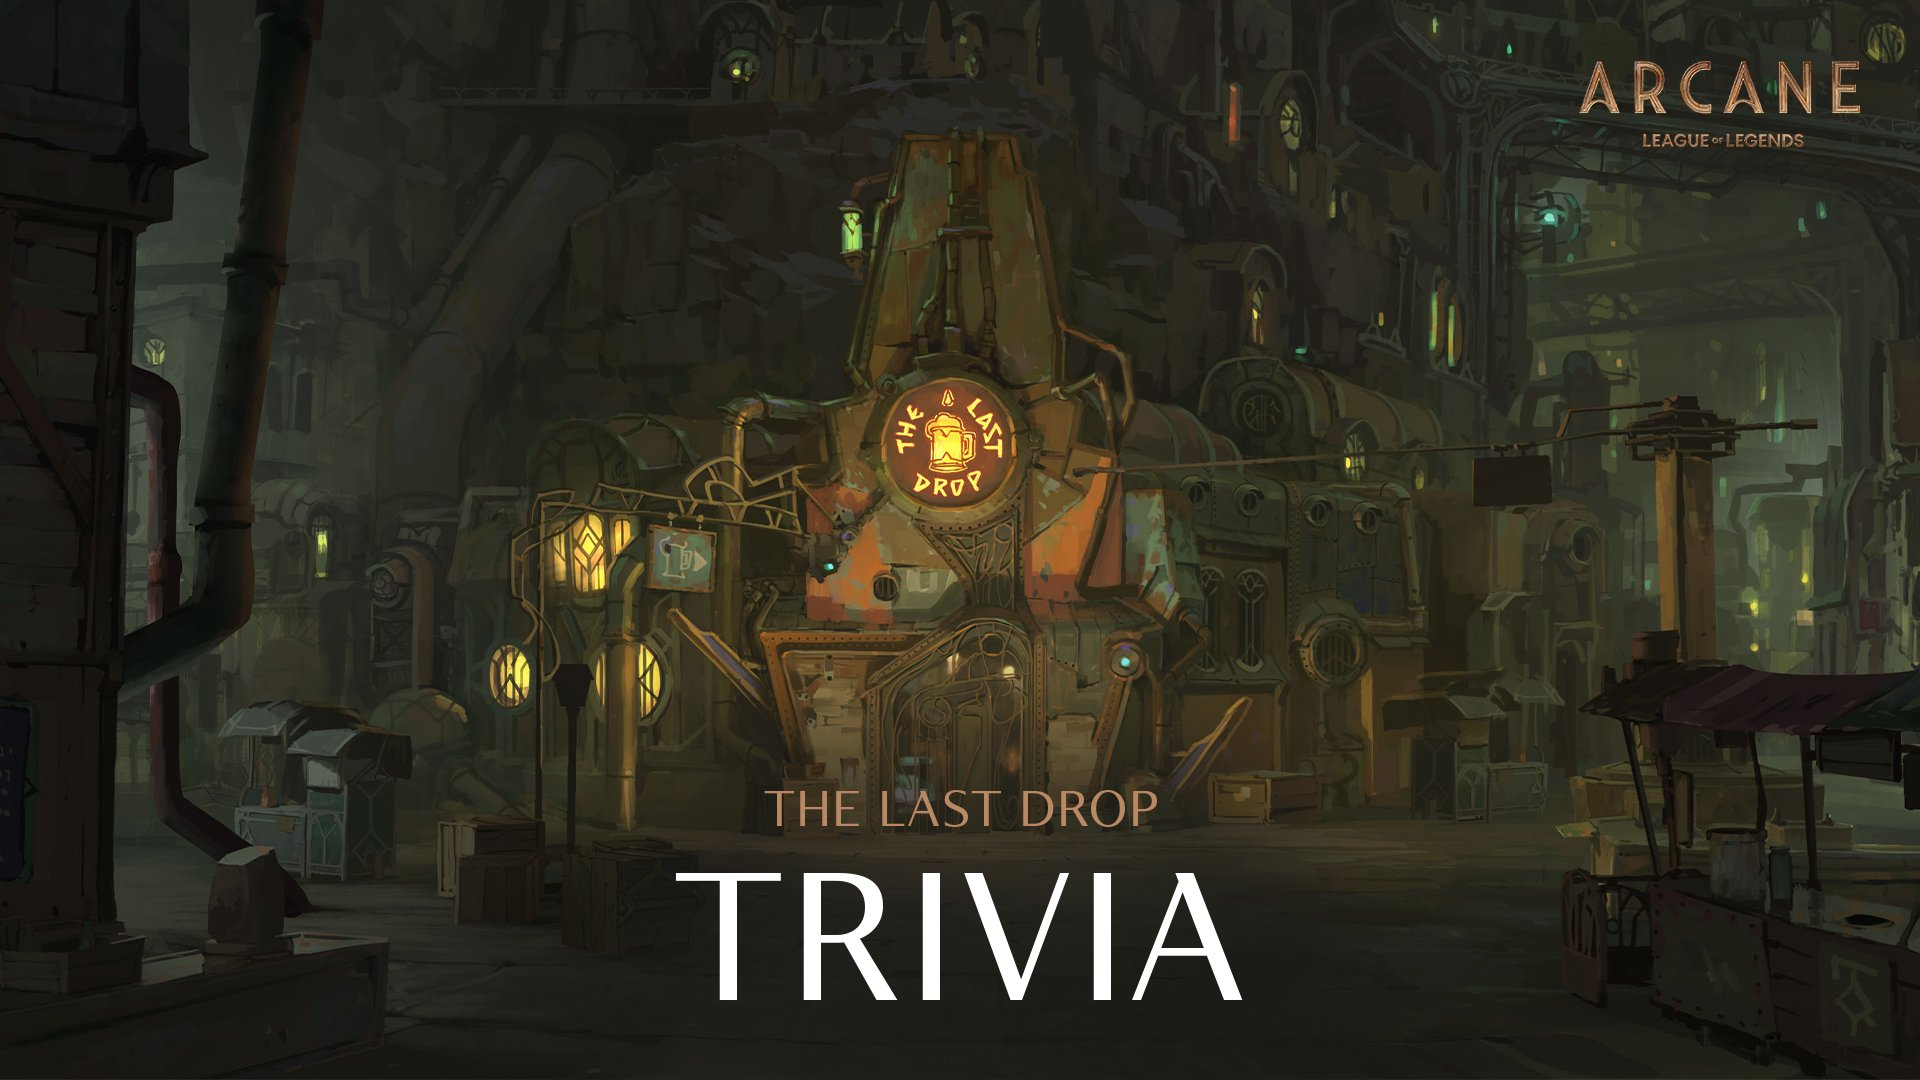 ARCANE
LEAGUE OF LEGENDS
THE LAST
DROP
THE LAST DROP
TRIVIA